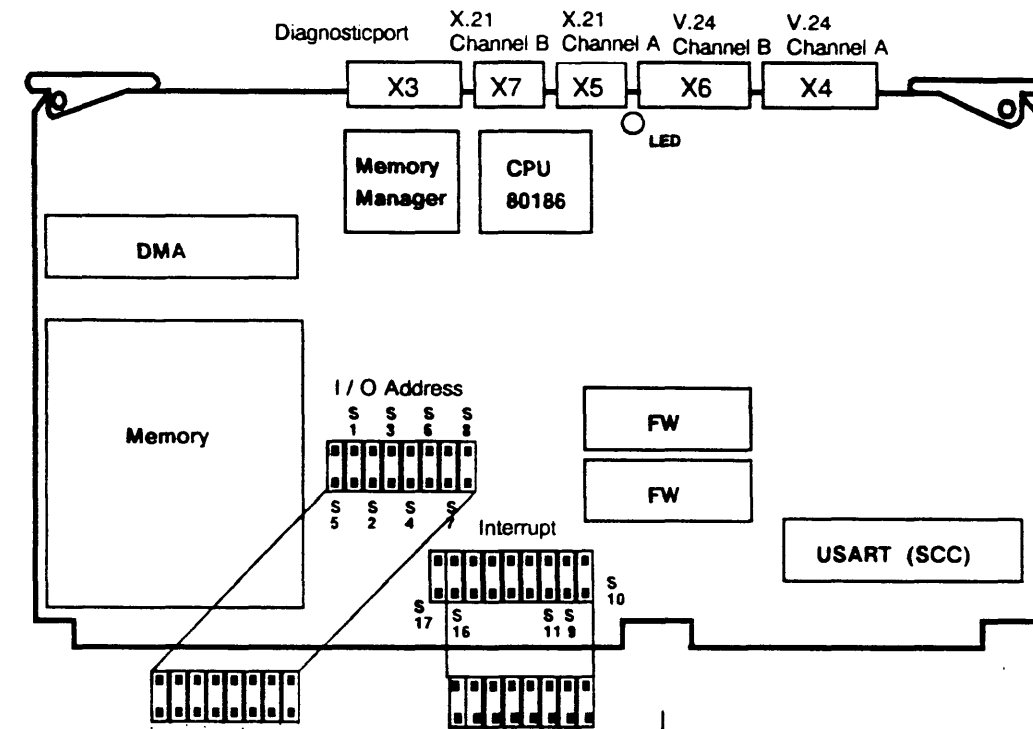 Diagnosticport
X.21
Channel B
X.21
Channel A
V.24
Channel B
V.24
Channel A
X3
X7
X5
X6
X4
LED
Memory
Manager
CPU
80186
DMA
Memory
I / O Address
S
1
S
3
S
6
S
8
S
5
S
2
S
4
S
7
FW
FW
Interrupt
USART (SCC)
S
17
S
16
S
11
S
9
S
10